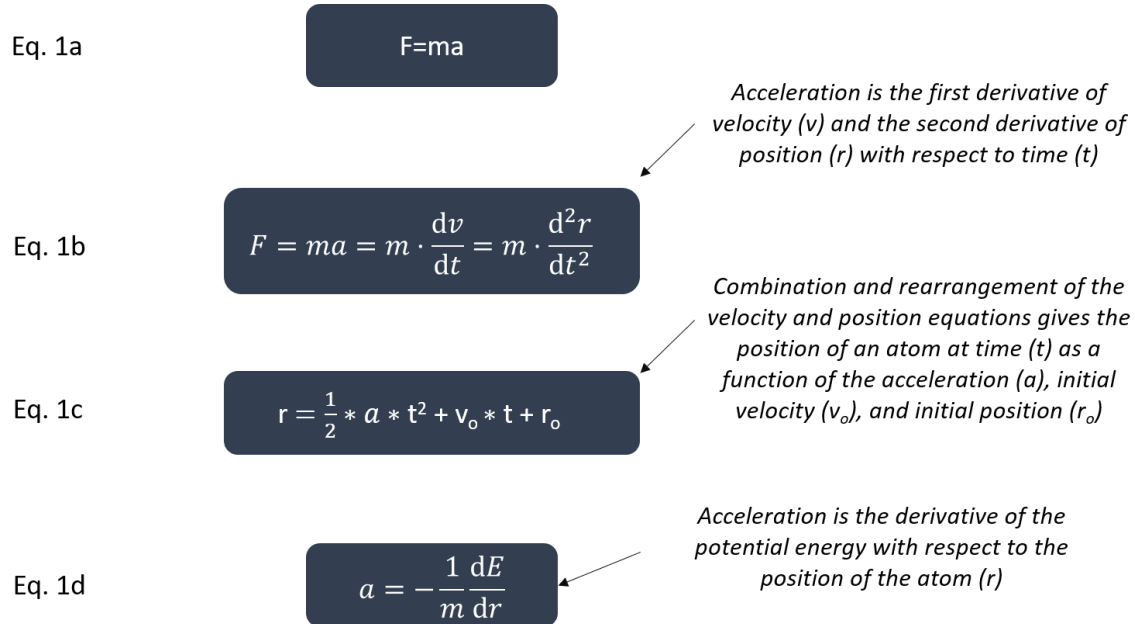 Eq. 1a
F=ma
Acceleration is the first derivative of
velocity (v) and the second derivative of
position (r) with respect to time (t)
Eq. 1b
F = ma = m · dv/dt = m · d²r/dt²
Combination and rearrangement of the
velocity and position equations gives the
position of an atom at time (t) as a
function of the acceleration (a), initial
velocity (vₒ), and initial position (rₒ)
Eq. 1c
r = 1/2 * a * t² + vₒ * t + rₒ
Acceleration is the derivative of the
potential energy with respect to the
position of the atom (r)
Eq. 1d
a = − 1/m dE/dr